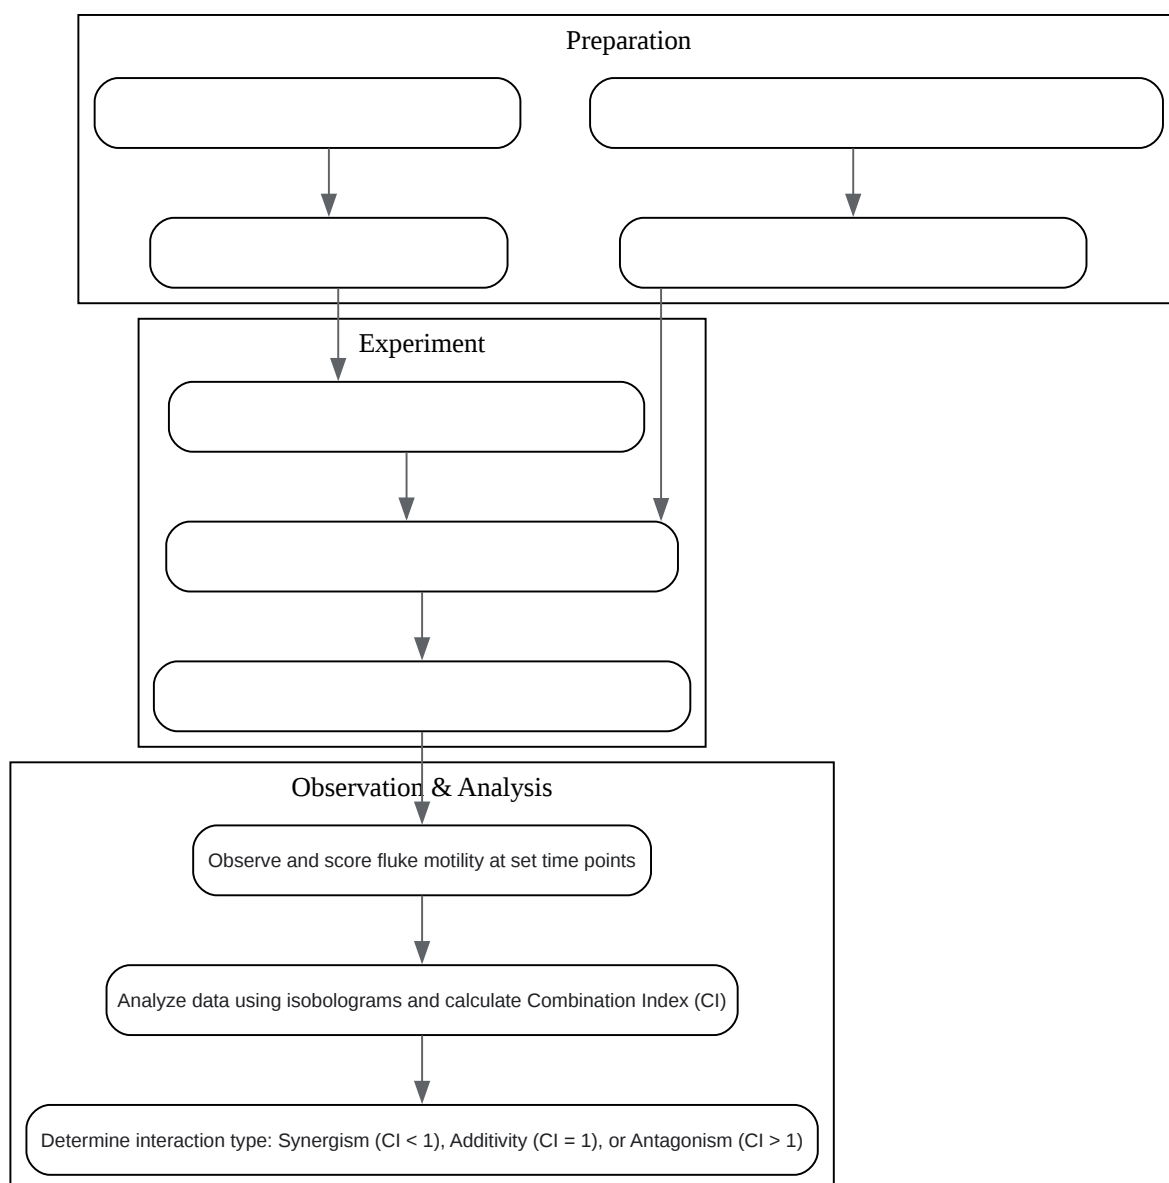 Preparation
Experiment
Observation & Analysis
Observe and score fluke motility at set time points
Analyze data using isobolograms and calculate Combination Index (CI)
Determine interaction type: Synergism (CI < 1), Additivity (CI = 1), or Antagonism (CI > 1)